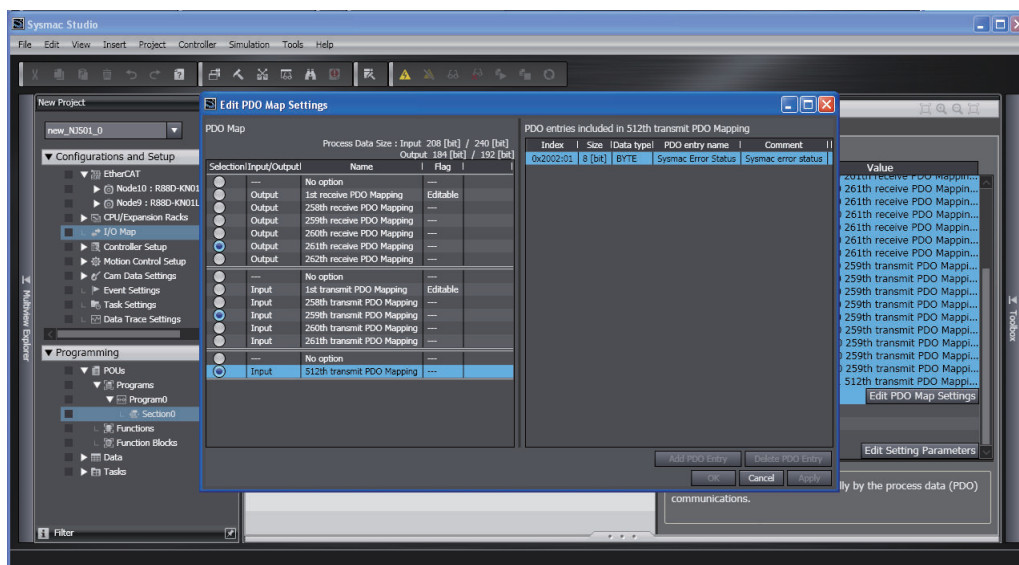 Sysmac Studio
File Edit View Insert Project Controller Simulation Tools Help
New Project
new_NJ501_0
Configurations and Setup
EtherCAT
Node10 : R88D-KN01
Node9 : R88D-KN01L
CPU/Expansion Racks
I/O Map
Controller Setup
Motion Control Setup
Cam Data Settings
Event Settings
Task Settings
Data Trace Settings
Programming
POUs
Programs
Program0
Section0
Functions
Function Blocks
Data
Tasks
Filter
Multiview Explorer
Edit PDO Map Settings
PDO Map
Process Data Size : Input 208 [bit] / 240 [bit]
Output 184 [bit] / 192 [bit]
Selection Input/Output Name Flag
--- No option ---
Output 1st receive PDO Mapping Editable
Output 258th receive PDO Mapping ---
Output 259th receive PDO Mapping ---
Output 260th receive PDO Mapping ---
Output 261th receive PDO Mapping ---
Output 262th receive PDO Mapping ---
--- No option ---
Input 1st transmit PDO Mapping Editable
Input 258th transmit PDO Mapping ---
Input 259th transmit PDO Mapping ---
Input 260th transmit PDO Mapping ---
Input 261th transmit PDO Mapping ---
--- No option ---
Input 512th transmit PDO Mapping ---
PDO entries included in 512th transmit PDO Mapping
Index Size Data type PDO entry name Comment
0x2002:01 8 [bit] BYTE Sysmac Error Status Sysmac error status
Add PDO Entry Delete PDO Entry
OK Cancel Apply
Value
261th receive PDO Mappin...
261th receive PDO Mappin...
261th receive PDO Mappin...
261th receive PDO Mappin...
261th receive PDO Mappin...
261th receive PDO Mappin...
261th receive PDO Mappin...
259th transmit PDO Mappi...
259th transmit PDO Mappi...
259th transmit PDO Mappi...
259th transmit PDO Mappi...
259th transmit PDO Mappi...
259th transmit PDO Mappi...
259th transmit PDO Mappi...
259th transmit PDO Mappi...
259th transmit PDO Mappi...
512th transmit PDO Mappi...
Edit PDO Map Settings
Edit Setting Parameters
lly by the process data (PDO)
communications.
Toolbox